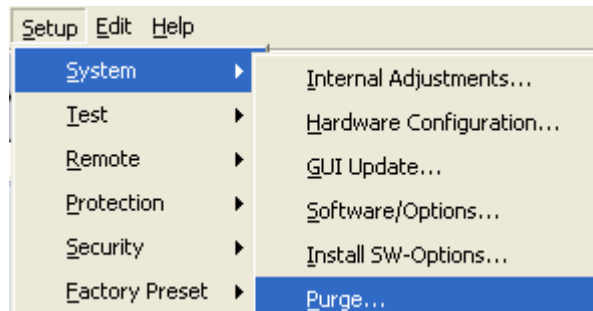 Setup Edit Help
System
Internal Adjustments...
Test
Hardware Configuration...
Remote
GUI Update...
Protection
Software/Options...
Security
Install SW-Options...
Factory Preset
Purge...